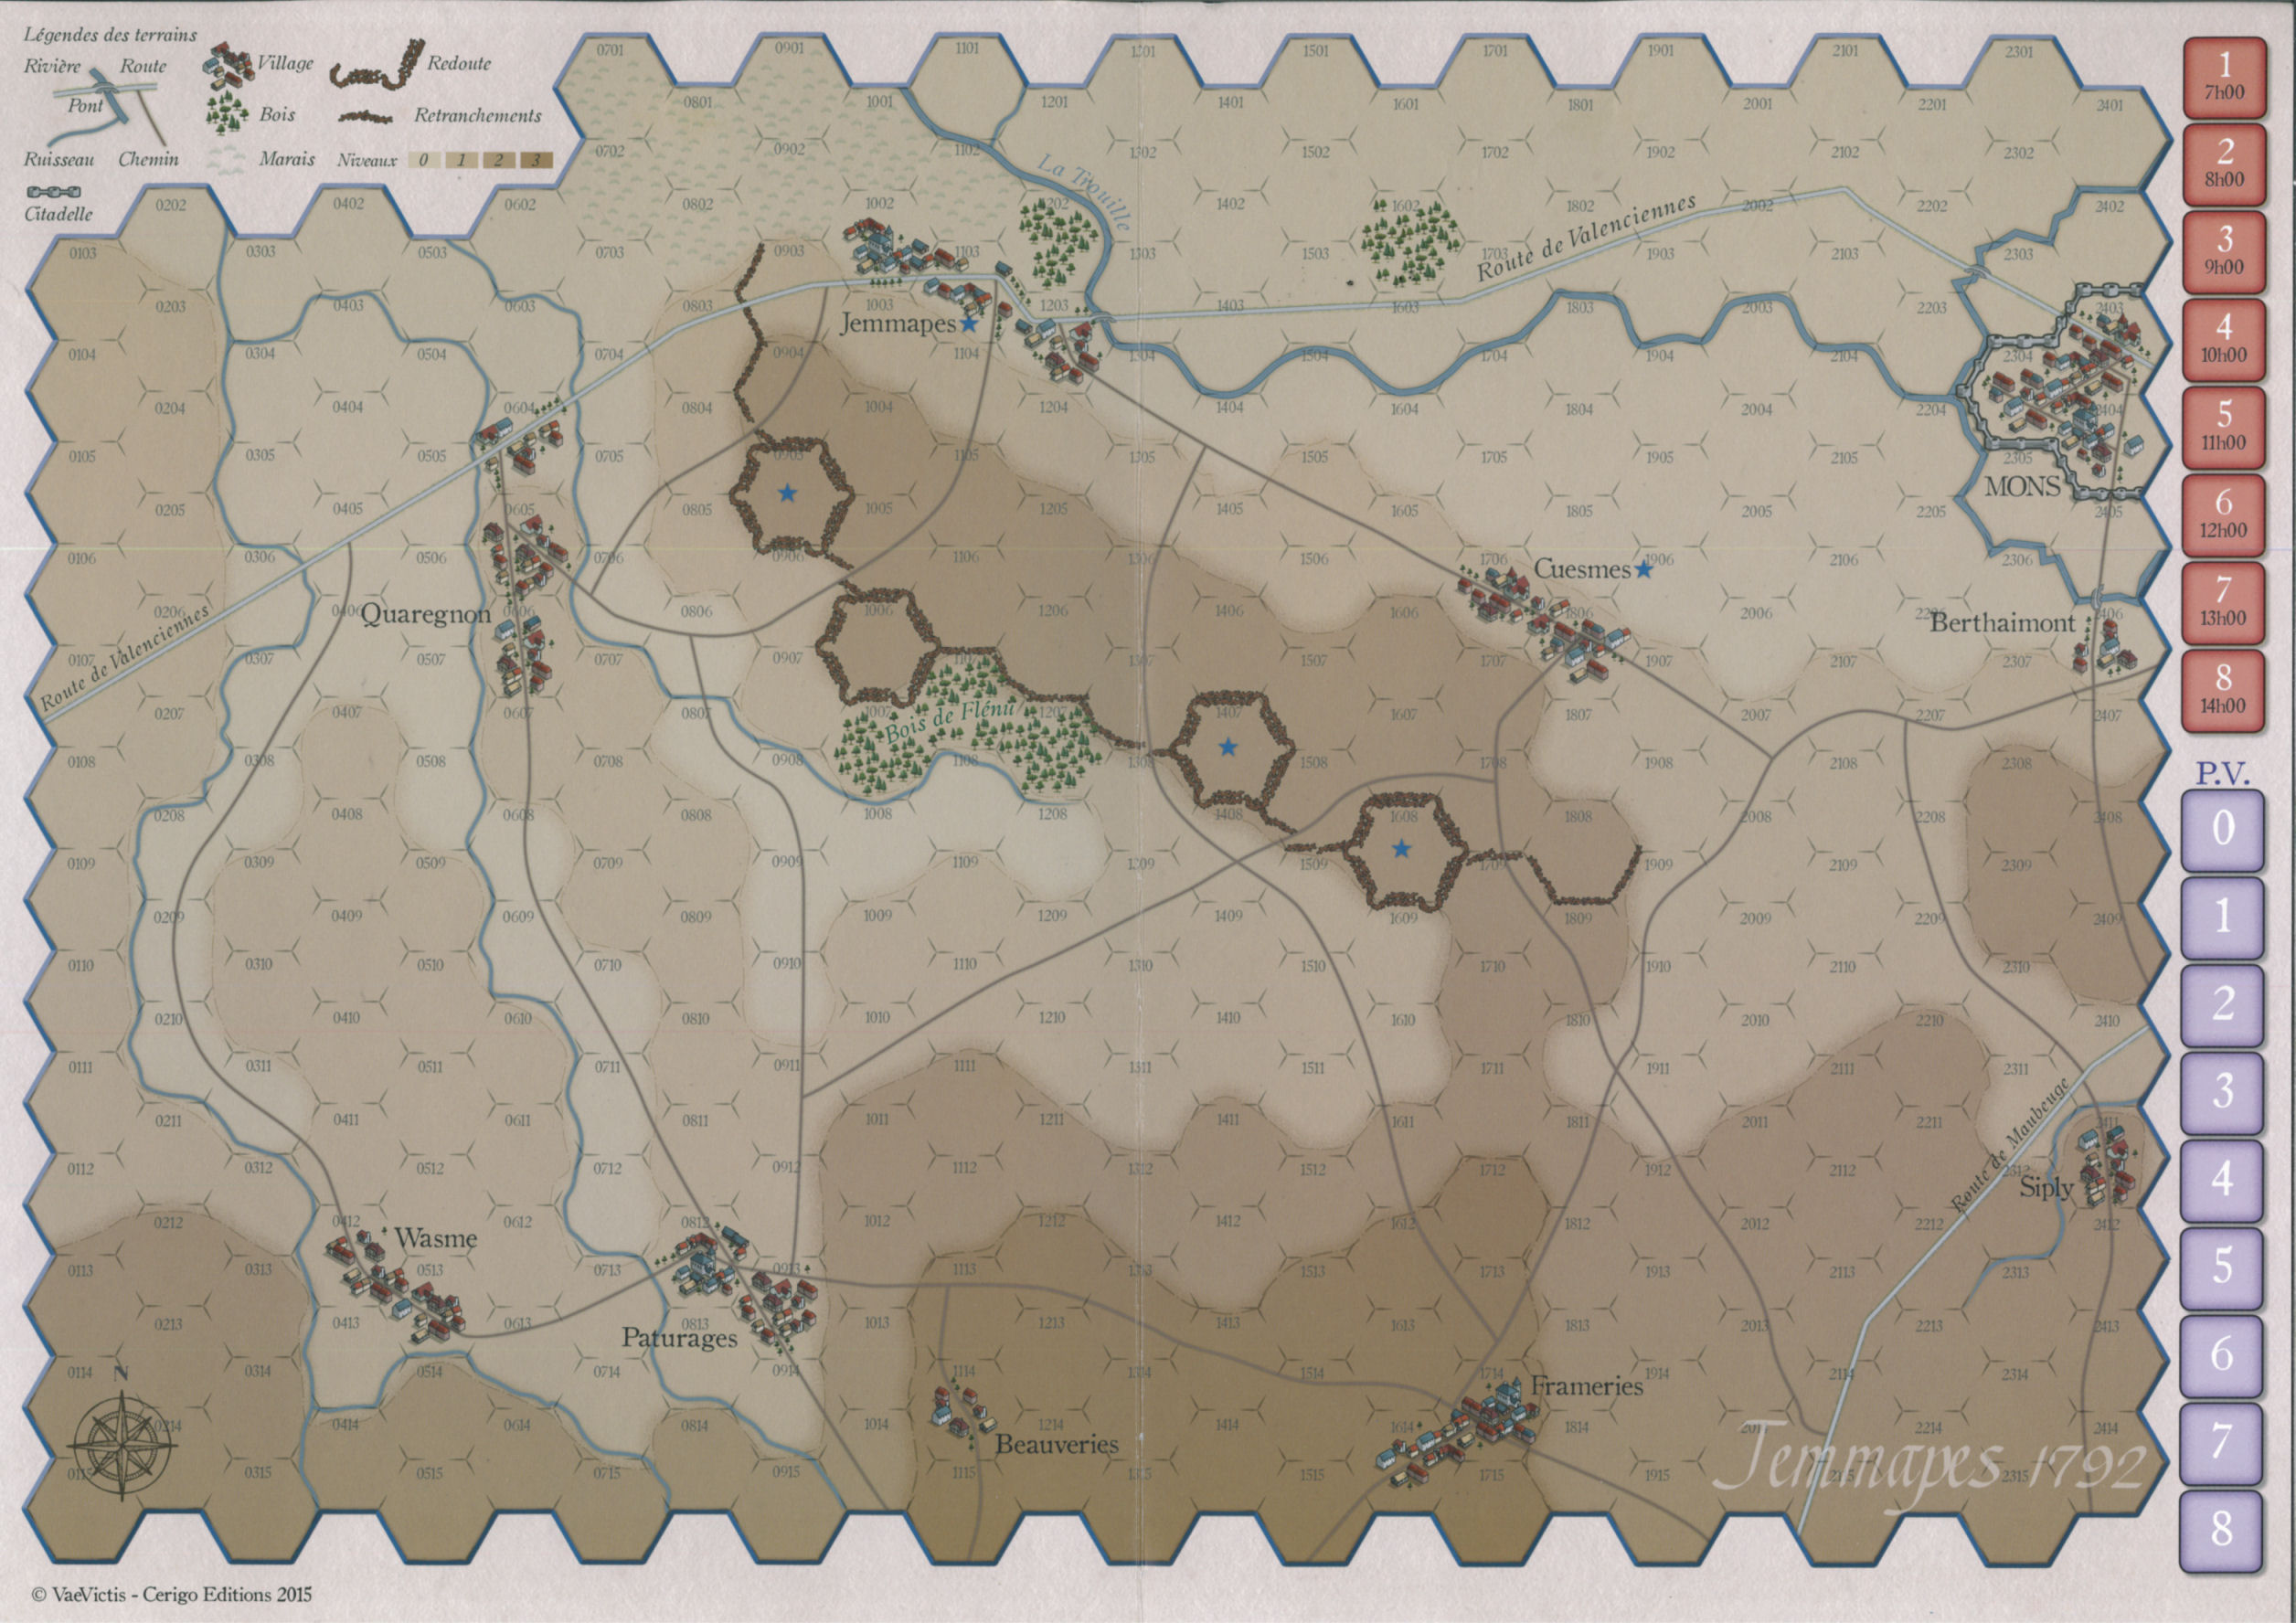 Légendes des terrains
Rivière
Route
Pont
Ruisseau
Chemin
Citadelle
Village
Bois
Marais
Redoute
Retranchements
Niveaux 0 1 2 3
0701 0901 1101 1301 1501 1701 1901 2101 2301
0801 1001 1201 1401 1601 1801 2001 2201 2401
0702 0902 1102 1302 1502 1702 1902 2102 2302
La Trouille
0202 0402 0602 0802 1002 1202 1402 1602 1802 2002 2202 2402
Route de Valenciennes
0103 0303 0503 0703 0903 1103 1303 1503 1703 1903 2103 2303
0203 0403 0603 0803 1003 1203 1403 1603 1803 2003 2203 2403
Jemmapes
0104 0304 0504 0704 0904 1104 1304 1504 1704 1904 2104 2304
0204 0404 0604 0804 1004 1204 1404 1604 1804 2004 2204 2404
0105 0305 0505 0705 0905 1105 1305 1505 1705 1905 2105 2305
MONS
0205 0405 0605 0805 1005 1205 1405 1605 1805 2005 2205 2405
0106 0306 0506 0706 0906 1106 1306 1506 1706 1906 2106 2306
Cuesmes
0206 0406 0606 0806 1006 1206 1406 1606 1806 2006 2206 2406
Quaregnon
Berthaimont
Route de Valenciennes
0107 0307 0507 0707 0907 1107 1307 1507 1707 1907 2107 2307
0207 0407 0607 0807 1007 1207 1407 1607 1807 2007 2207 2407
Bois de Flénu
0108 0308 0508 0708 0908 1108 1308 1508 1708 1908 2108 2308
0208 0408 0608 0808 1008 1208 1408 1608 1808 2008 2208 2408
0109 0309 0509 0709 0909 1109 1309 1509 1709 1909 2109 2309
0209 0409 0609 0809 1009 1209 1409 1609 1809 2009 2209 2409
0110 0310 0510 0710 0910 1110 1310 1510 1710 1910 2110 2310
0210 0410 0610 0810 1010 1210 1410 1610 1810 2010 2210 2410
0111 0311 0511 0711 0911 1111 1311 1511 1711 1911 2111 2311
0211 0411 0611 0811 1011 1211 1411 1611 1811 2011 2211 2411
Route de Maubeuge
0112 0312 0512 0712 0912 1112 1312 1512 1712 1912 2112 2312
Siply
0212 0412 0612 0812 1012 1212 1412 1612 1812 2012 2212 2412
Wasme
0113 0313 0513 0713 0913 1113 1313 1513 1713 1913 2113 2313
0213 0413 0613 0813 1013 1213 1413 1613 1813 2013 2213 2413
Paturages
0114 0314 0514 0714 0914 1114 1314 1514 1714 1914 2114 2314
Frameries
N
0214 0414 0614 0814 1014 1214 1414 1614 1814 2014 2214 2414
Beauveries
0115 0315 0515 0715 0915 1115 1315 1515 1715 1915 2115 2315
Jemmapes 1792
1
7h00
2
8h00
3
9h00
4
10h00
5
11h00
6
12h00
7
13h00
8
14h00
P.V.
0
1
2
3
4
5
6
7
8
© VaeVictis - Cerigo Editions 2015